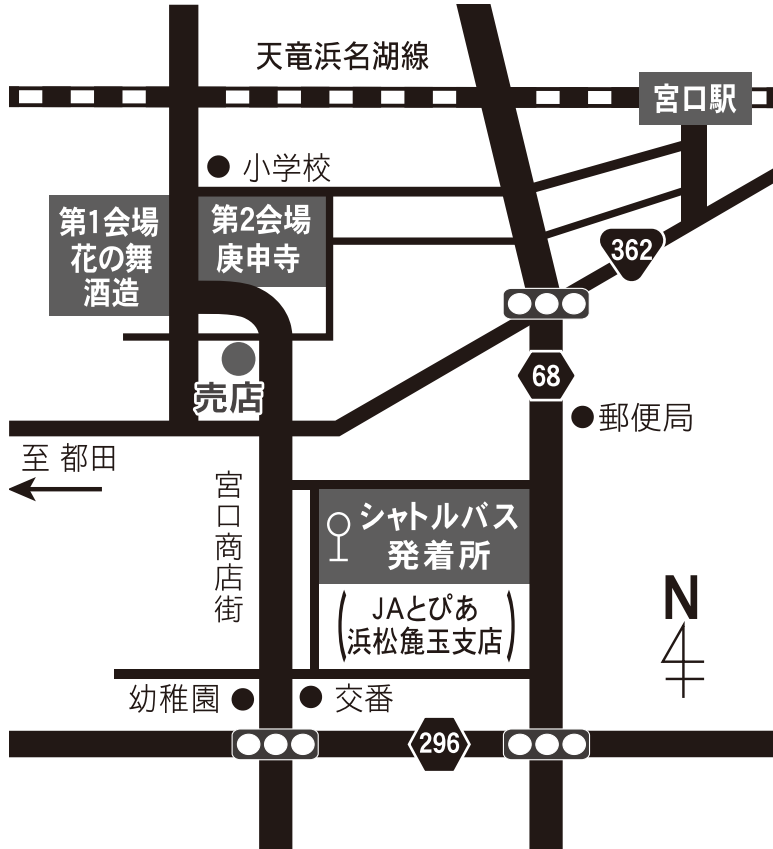 天竜浜名湖線
宮口駅
小学校
第1会場
花の舞
酒造
第2会場
庚申寺
362
68
売店
郵便局
至 都田
宮口商店街
シャトルバス
発着所
JAとぴあ
浜松麁玉支店
N
幼稚園
交番
296